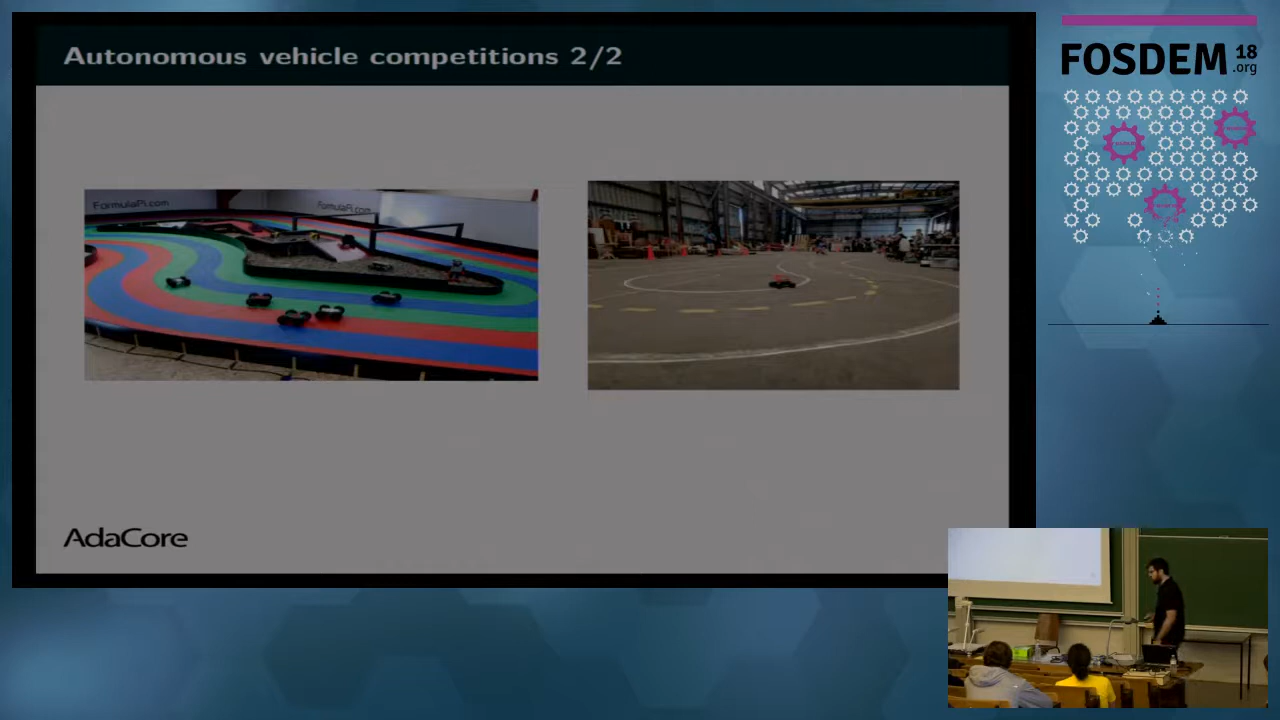 Autonomous vehicle competitions 2/2
FormulaPi.com
FormulaPi.com
AdaCore
FOSDEM 18
.org